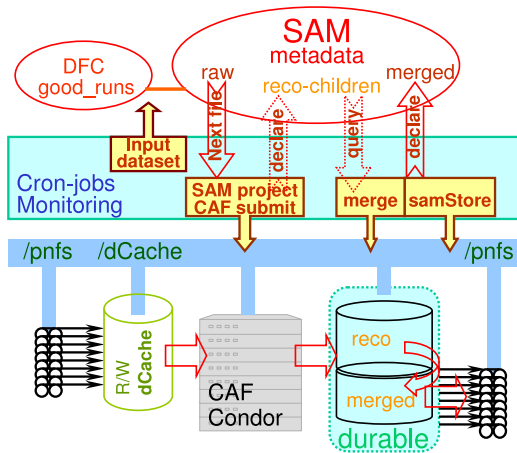 SAM
metadata
DFC
good_runs
raw
reco-children
merged
Next file
declare
query
declare
Input
dataset
Cron-jobs
Monitoring
SAM project
CAF submit
merge
samStore
/pnfs
/dCache
/pnfs
R/W
dCache
CAF
Condor
reco
merged
durable